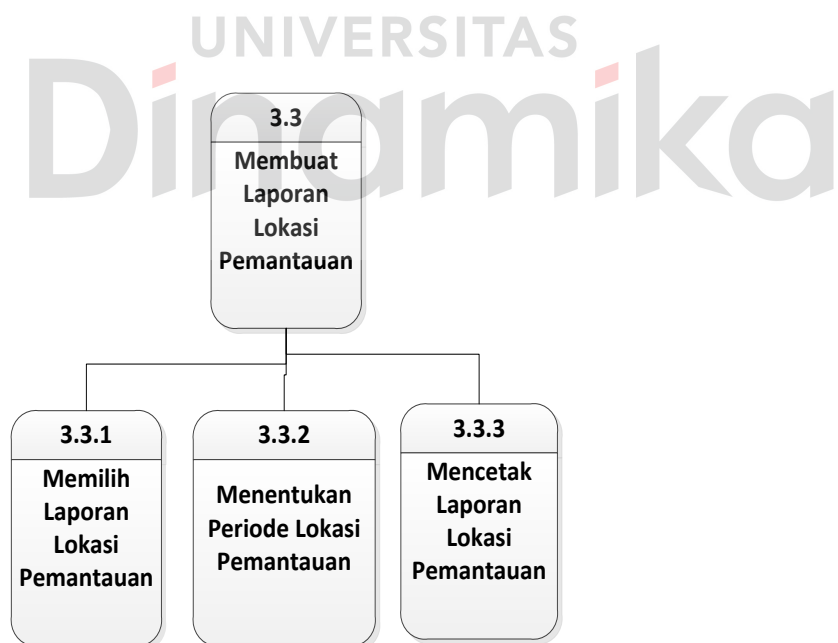 UNIVERSITAS
Dinamika
3.3
Membuat
Laporan
Lokasi
Pemantauan
3.3.1
Memilih
Laporan
Lokasi
Pemantauan
3.3.2
Menentukan
Periode Lokasi
Pemantauan
3.3.3
Mencetak
Laporan
Lokasi
Pemantauan